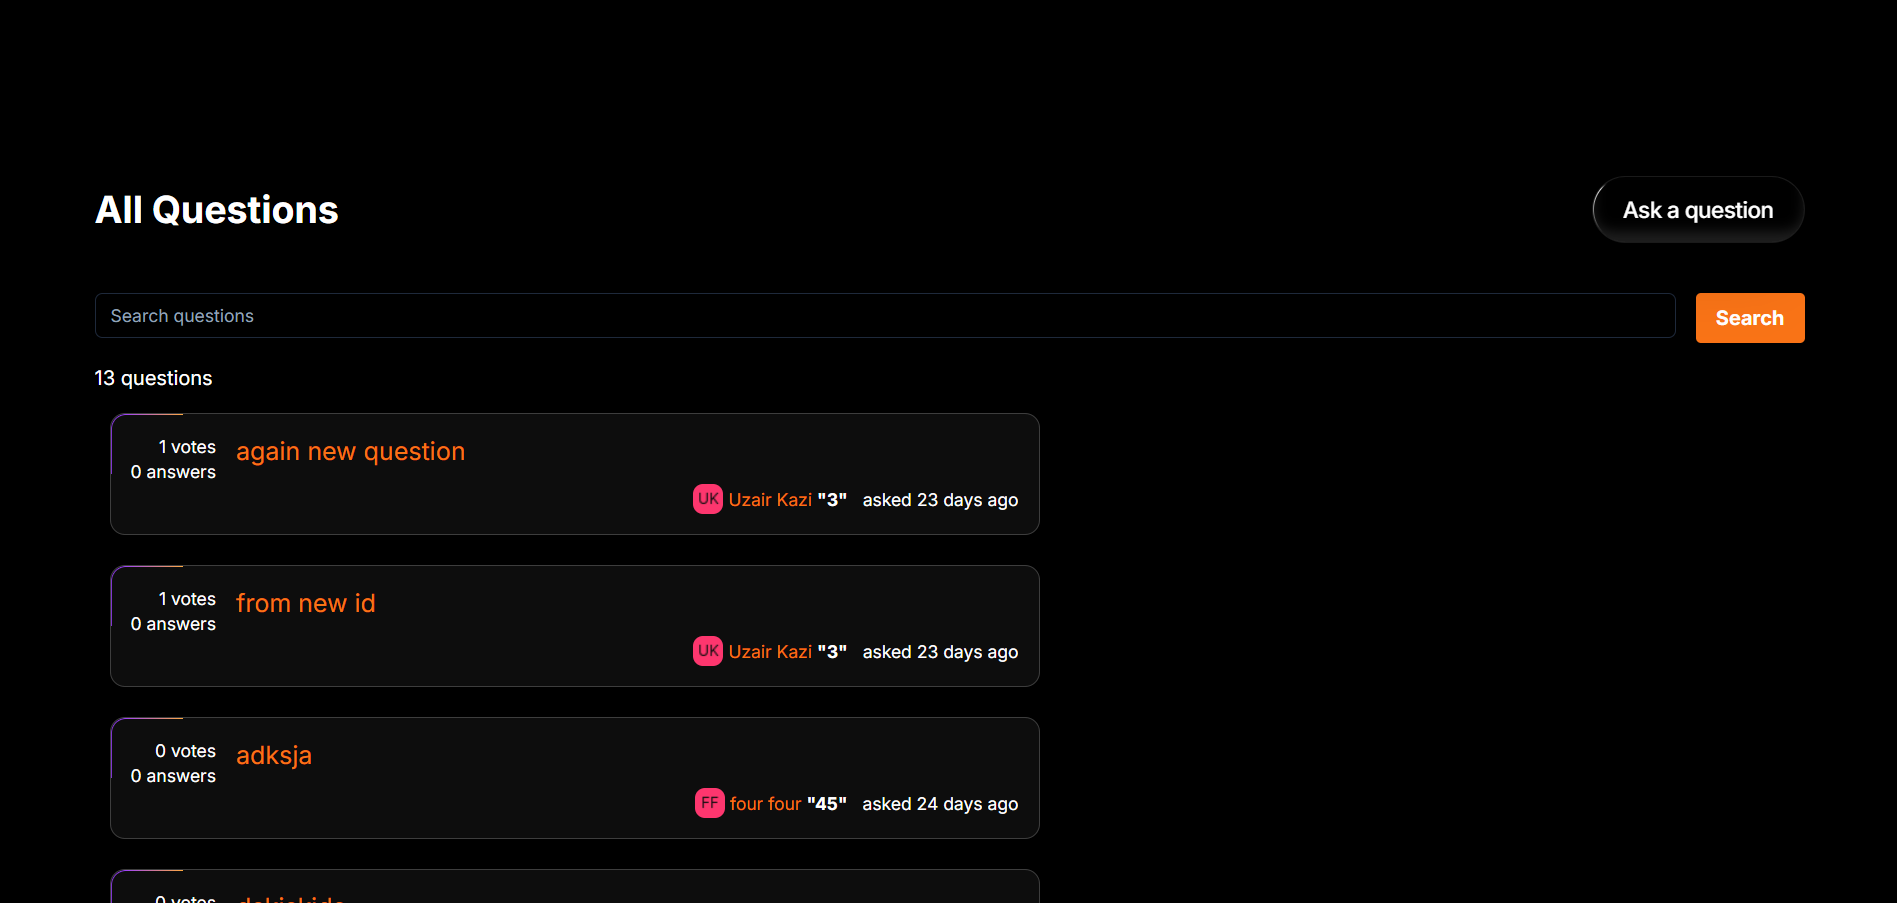 All Questions
Ask a question
Search questions
Search
13 questions
1 votes
0 answers
again new question
UK Uzair Kazi "3" asked 23 days ago
1 votes
0 answers
from new id
UK Uzair Kazi "3" asked 23 days ago
0 votes
0 answers
adksja
FF four four "45" asked 24 days ago
0 votes